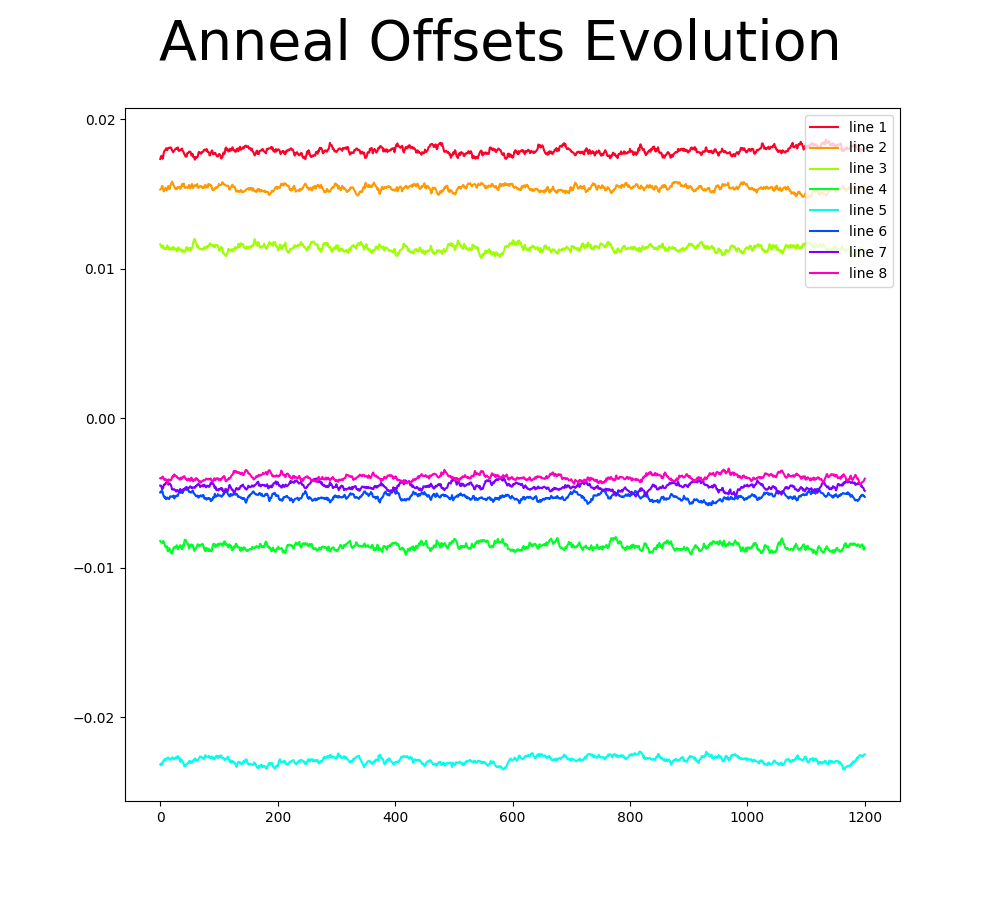 Anneal Offsets Evolution
0.02
0.01
0.00
−0.01
−0.02
0 200 400 600 800 1000 1200
line 1
line 2
line 3
line 4
line 5
line 6
line 7
line 8